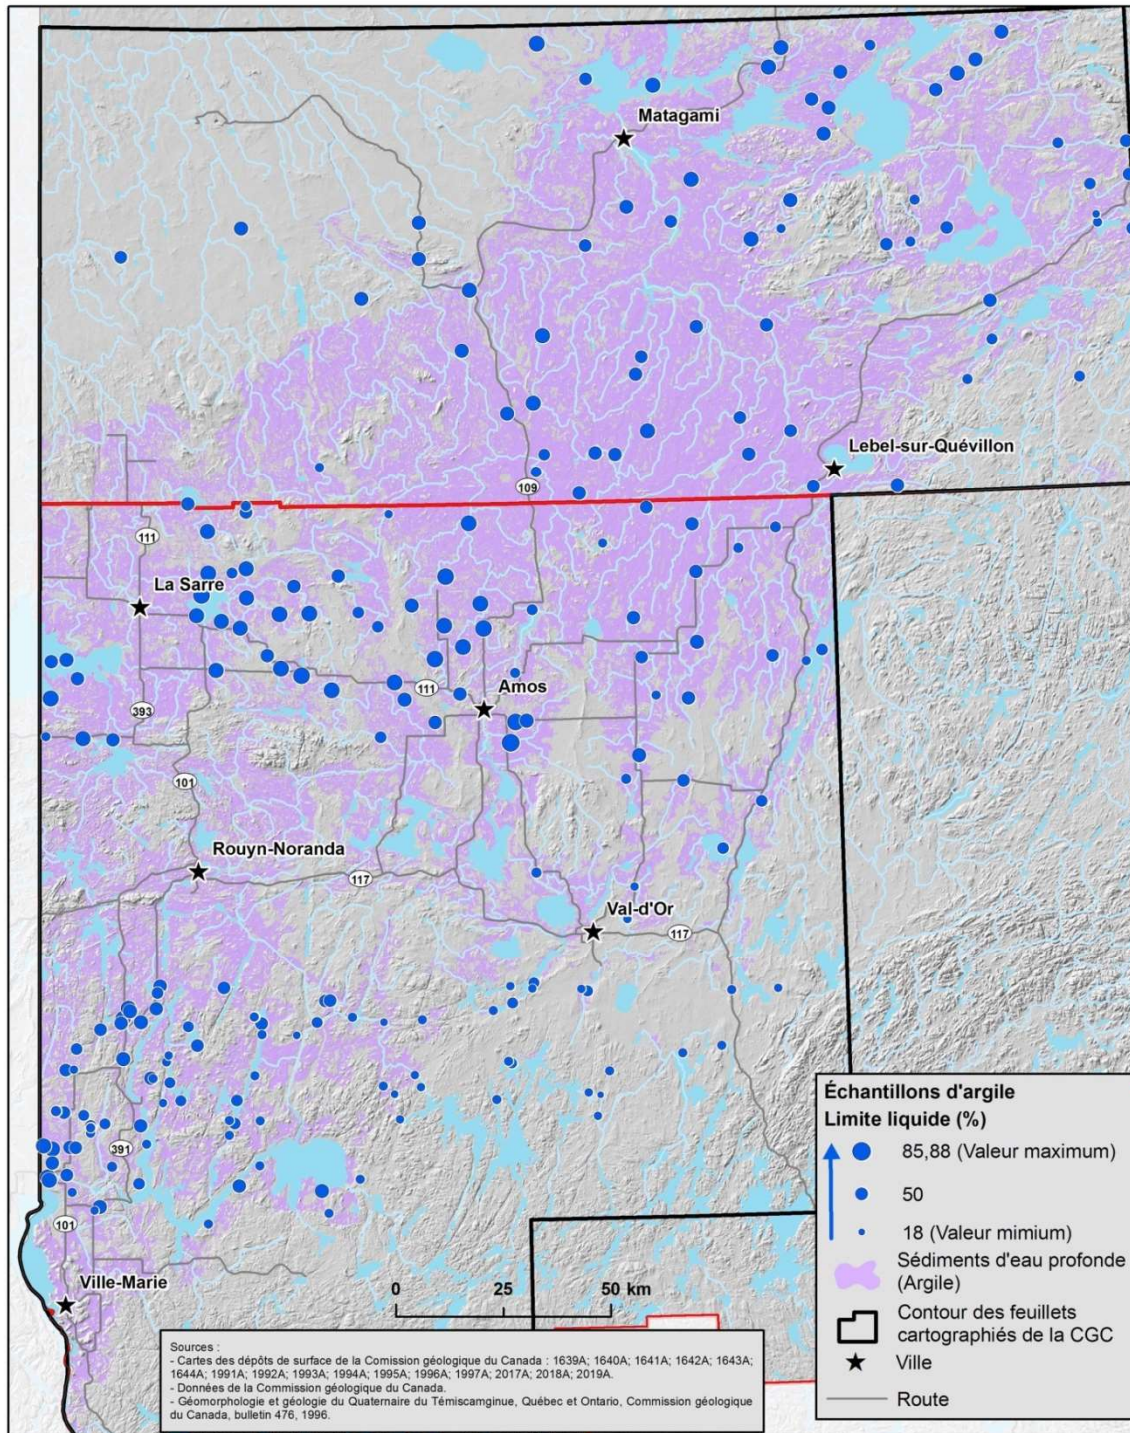 Matagami
Lebel-sur-Quévillon
109
111
La Sarre
111
Amos
393
101
Rouyn-Noranda
117
Val-d'Or
117
391
101
Ville-Marie
0 25 50 km
Échantillons d'argile
Limite liquide (%)
85,88 (Valeur maximum)
50
18 (Valeur mimium)
Sédiments d'eau profonde
(Argile)
Contour des feuillets
cartographiés de la CGC
Ville
Route
Sources :
- Cartes des dépôts de surface de la Comission géologique du Canada : 1639A; 1640A; 1641A; 1642A; 1643A;
1644A; 1991A; 1992A; 1993A; 1994A; 1995A; 1996A; 1997A; 2017A; 2018A; 2019A.
- Données de la Commission géologique du Canada.
- Géomorphologie et géologie du Quaternaire du Témiscamginue, Québec et Ontario, Commission géologique
du Canada, bulletin 476, 1996.